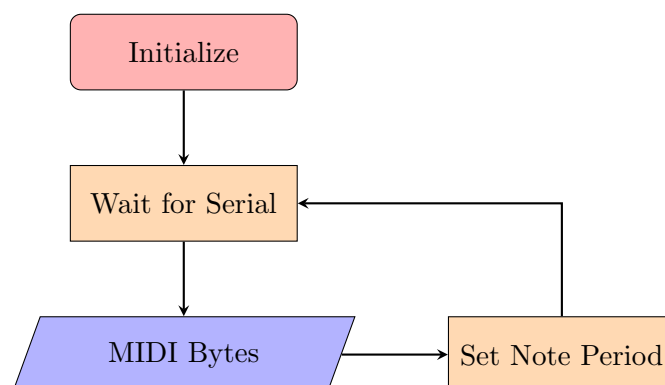 Initialize
Wait for Serial
MIDI Bytes
Set Note Period